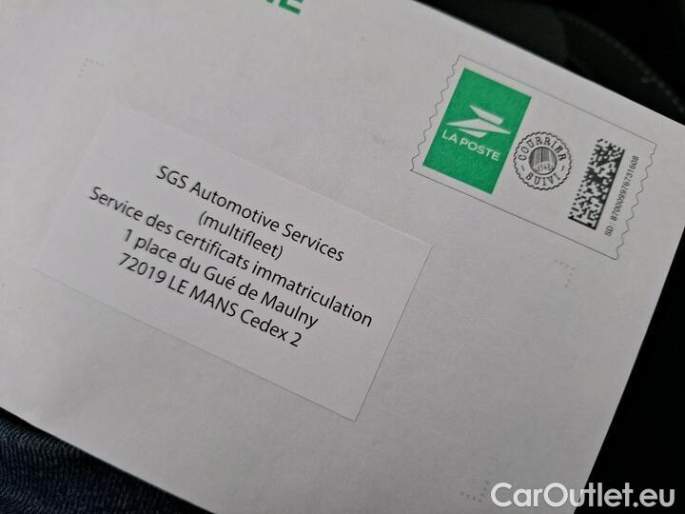 SGS Automotive Services
(multifleet)
Service des certificats immatriculation
1 place du Gué de Maulny
72019 LE MANS Cedex 2
LA POSTE
COURRIER
SUIVI
CarOutlet.eu